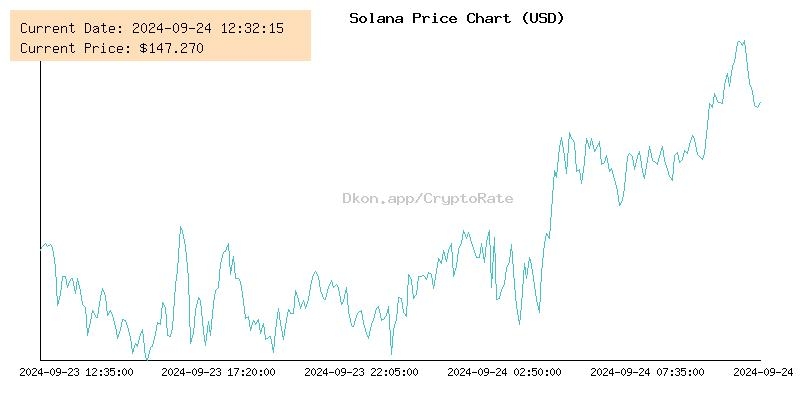 Solana Price Chart (USD)
Current Date: 2024-09-24 12:32:15
Current Price: $147.270
Dkon.app/CryptoRate
2024-09-23 12:35:00 2024-09-23 17:20:00 2024-09-23 22:05:00 2024-09-24 02:50:00 2024-09-24 07:35:00 2024-09-24